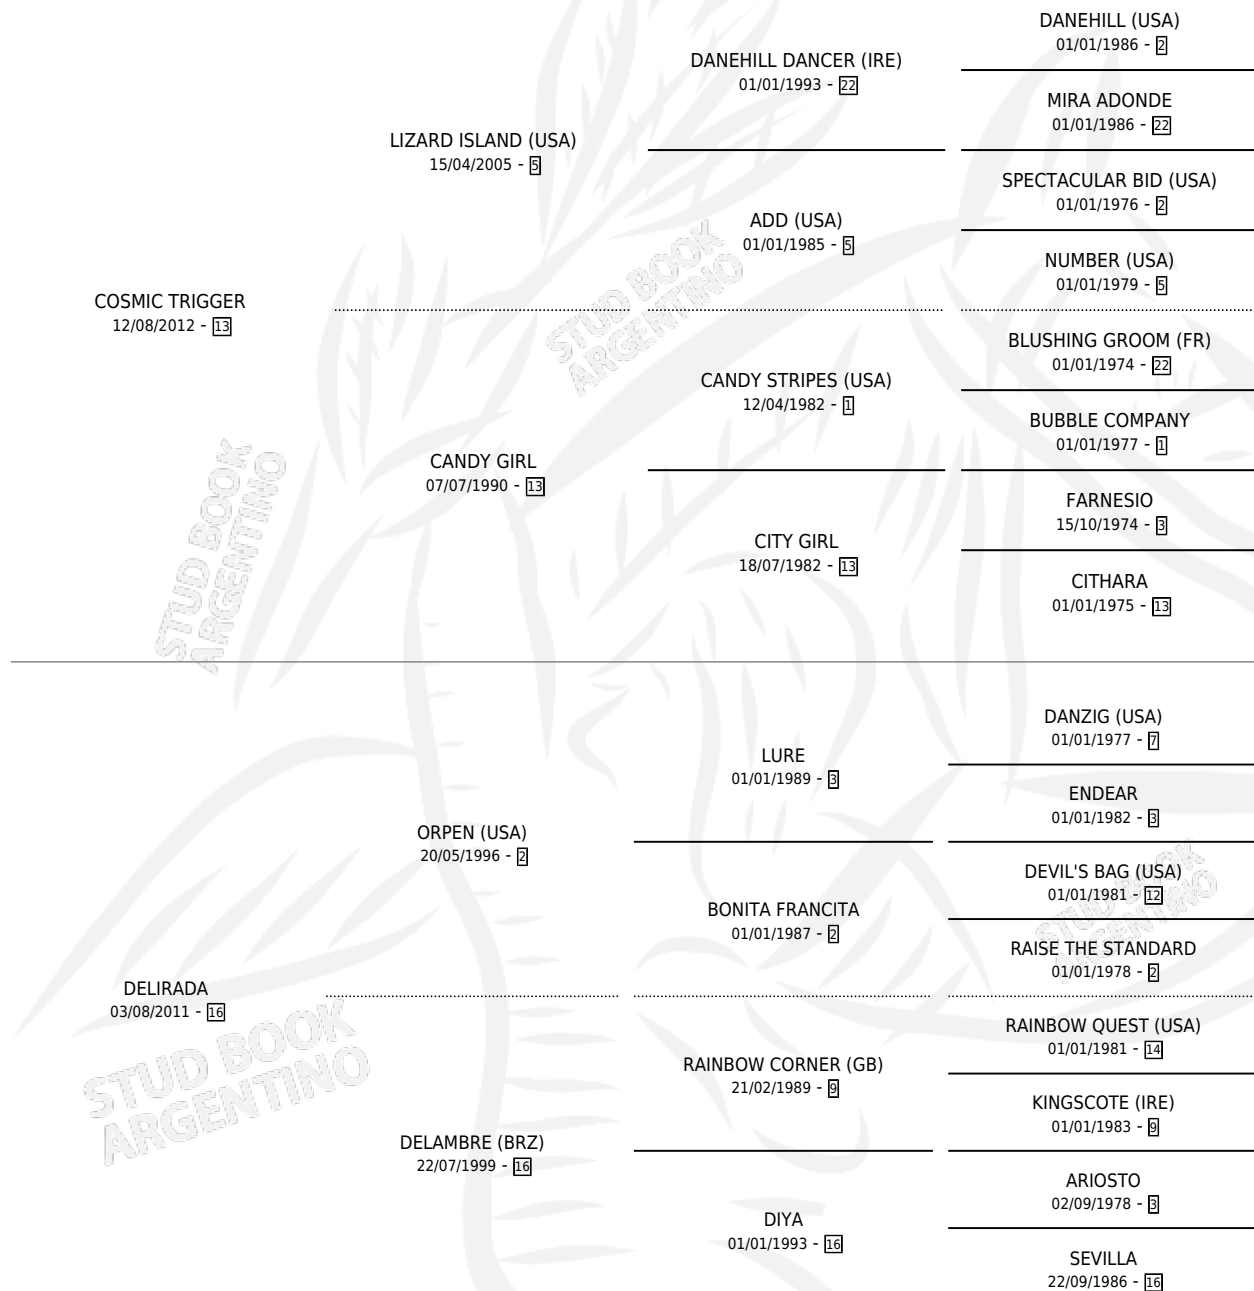 DANEHILL (USA)
01/01/1986 - 2
DANEHILL DANCER (IRE)
01/01/1993 - 22
MIRA ADONDE
01/01/1986 - 22
LIZARD ISLAND (USA)
15/04/2005 - 5
SPECTACULAR BID (USA)
01/01/1976 - 2
ADD (USA)
01/01/1985 - 5
NUMBER (USA)
01/01/1979 - 5
COSMIC TRIGGER
12/08/2012 - 13
BLUSHING GROOM (FR)
01/01/1974 - 22
CANDY STRIPES (USA)
12/04/1982 - 1
BUBBLE COMPANY
01/01/1977 - 1
CANDY GIRL
07/07/1990 - 13
FARNESIO
15/10/1974 - 3
CITY GIRL
18/07/1982 - 13
CITHARA
01/01/1975 - 13
DANZIG (USA)
01/01/1977 - 7
LURE
01/01/1989 - 3
ENDEAR
01/01/1982 - 3
ORPEN (USA)
20/05/1996 - 2
DEVIL'S BAG (USA)
01/01/1981 - 12
BONITA FRANCITA
01/01/1987 - 2
RAISE THE STANDARD
01/01/1978 - 2
DELIRADA
03/08/2011 - 16
RAINBOW QUEST (USA)
01/01/1981 - 14
RAINBOW CORNER (GB)
21/02/1989 - 9
KINGSCOTE (IRE)
01/01/1983 - 9
DELAMBRE (BRZ)
22/07/1999 - 16
ARIOSTO
02/09/1978 - 3
DIYA
01/01/1993 - 16
SEVILLA
22/09/1986 - 16
STUD BOOK
ARGENTINO
STUD BOOK
ARGENTINO
STUD BOOK
ARGENTINO
STUD BOOK
ARGENTINO